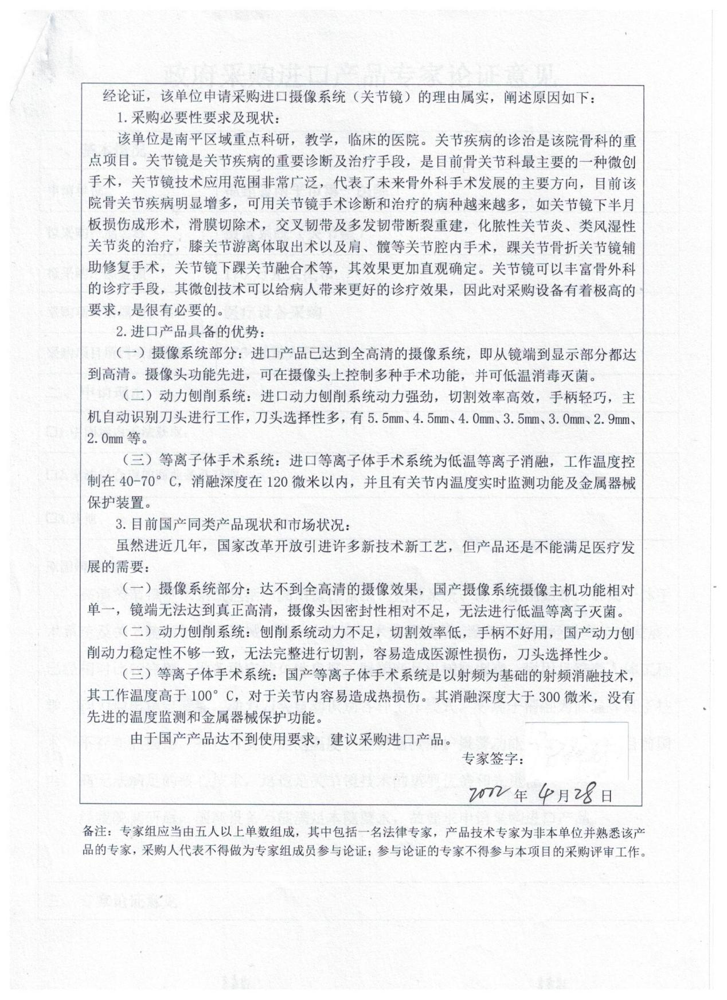 经论证，该单位申请采购进口摄像系统（关节镜）的理由属实，阐述原因如下：
1.采购必要性要求及现状：
该单位是南平区域重点科研，教学，临床的医院。关节疾病的诊治是该院骨科的重
点项目。关节镜是关节疾病的重要诊断及治疗手段，是目前骨关节科最主要的一种微创
手术，关节镜技术应用范围非常广泛，代表了未来骨外科手术发展的主要方向，目前该
院骨关节疾病明显增多，可用关节镜手术诊断和治疗的病种越来越多，如关节镜下半月
板损伤成形术，滑膜切除术，交叉韧带及多发韧带断裂重建，化脓性关节炎、类风湿性
关节炎的治疗，膝关节游离体取出术以及肩、髋等关节腔内手术，踝关节骨折关节镜辅
助修复手术，关节镜下踝关节融合术等，其效果更加直观确定。关节镜可以丰富骨外科
的诊疗手段，其微创技术可以给病人带来更好的诊疗效果，因此对采购设备有着极高的
要求，是很有必要的。
2.进口产品具备的优势：
摄像系统部分：进口产品已达到全高清的摄像系统，即从镜端到显示部分都达
到高清。摄像头功能先进，可在摄像头上控制多种手术功能，并可低温消毒灭菌。
（二）动力刨削系统：进口动力刨削系统动力强劲，切割效率高效，手柄轻巧，主
机自动识别刀头进行工作，刀头选择性多，有 5.5mm、4.5mm、4.0mm、3.5mm、3.0mm、2.9mm、
2.0mm 等。
（三）等离子体手术系统：进口等离子体手术系统为低温等离子消融，工作温度控
制在 40-70° C，消融深度在 120 微米以内，并且有关节内温度实时监测功能及金属器械
保护装置。
3.目前国产同类产品现状和市场状况：
虽然进近几年，国家改革开放引进许多新技术新工艺，但产品还是不能满足医疗发
展的需要：
（一）摄像系统部分：达不到全高清的摄像效果，国产摄像系统摄像主机功能相对
单一，镜端无法达到真正高清，摄像头因密封性相对不足，无法进行低温等离子灭菌。
（二）动力刨削系统：刨削系统动力不足，切割效率低，手柄不好用，国产动力刨
削动力稳定性不够一致，无法完整进行切割，容易造成医源性损伤，刀头选择性少。
（三）等离子体手术系统：国产等离子体手术系统是以射频为基础的射频消融技术，
其工作温度高于 100° C，对于关节内容易造成热损伤。其消融深度大于 300 微米，没有
先进的温度监测和金属器械保护功能。
由于国产产品达不到使用要求，建议采购进口产品。
专家签字：
2022 年 4 月 28 日
备注：专家组应当由五人以上单数组成，其中包括一名法律专家，产品技术专家为非本单位并熟悉该产
品的专家，采购人代表不得做为专家组成员参与论证；参与论证的专家不得参与本项目的采购评审工作。